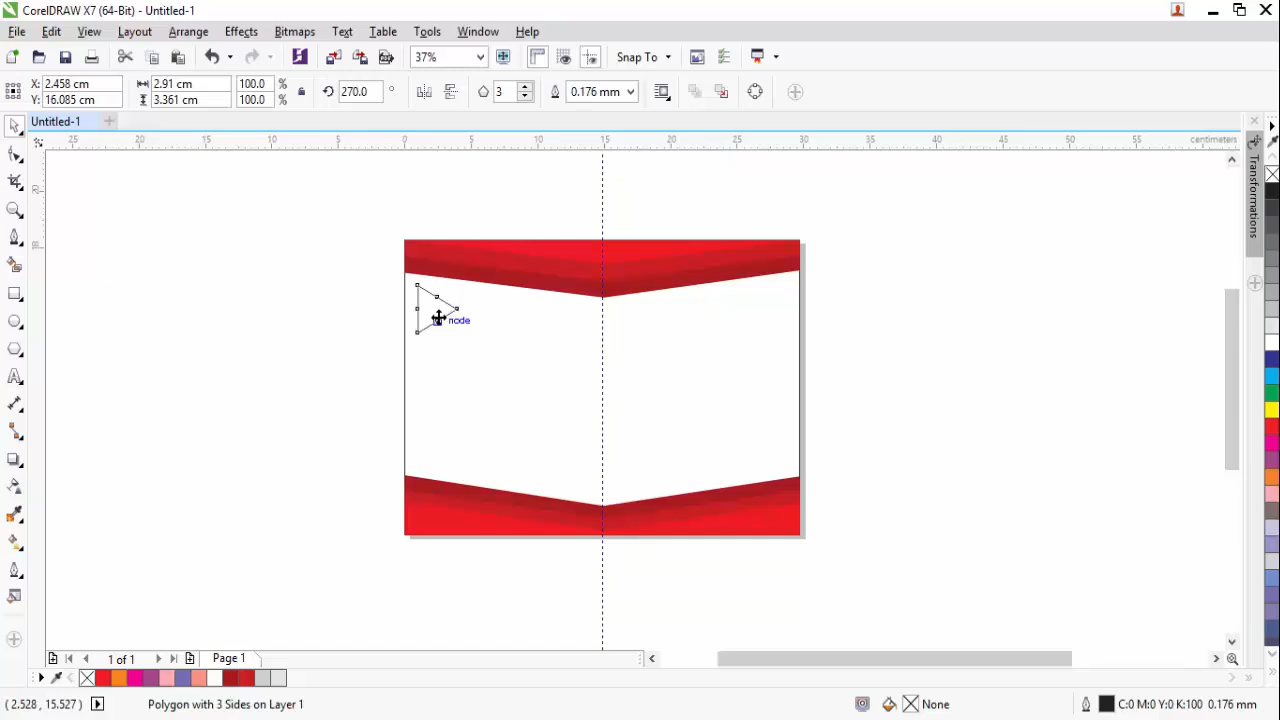 CorelDRAW X7 (64-Bit) - Untitled-1
File Edit View Layout Arrange Effects Bitmaps Text Table Tools Window Help
37% Snap To
X: 2.458 cm 2.91 cm 100.0 % 270.0 ° 3 0.176 mm
Y: 16.085 cm 3.361 cm 100.0 %
Untitled-1
25 20 15 10 5 0 5 10 15 20 25 30 35 40 45 50 55 centimeters
20
18
Transformations
node
1 of 1 Page 1
( 2.528 , 15.527 ) Polygon with 3 Sides on Layer 1 None C:0 M:0 Y:0 K:100 0.176 mm